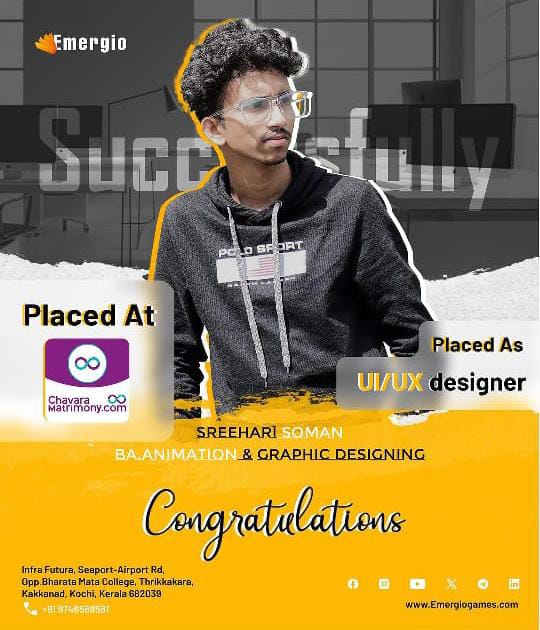 Emergio
Successfully
POLO SPORT
Placed At
Chavara
Matrimony.com
Placed As
UI/UX designer
SREEHARI SOMAN
BA.ANIMATION & GRAPHIC DESIGNING
Congratulations
Infra Futura, Seaport-Airport Rd,
Opp.Bharata Mata College, Thrikkakara,
Kakkanad, Kochi, Kerala 682039
+91 9746588581
www.Emergiogames.com